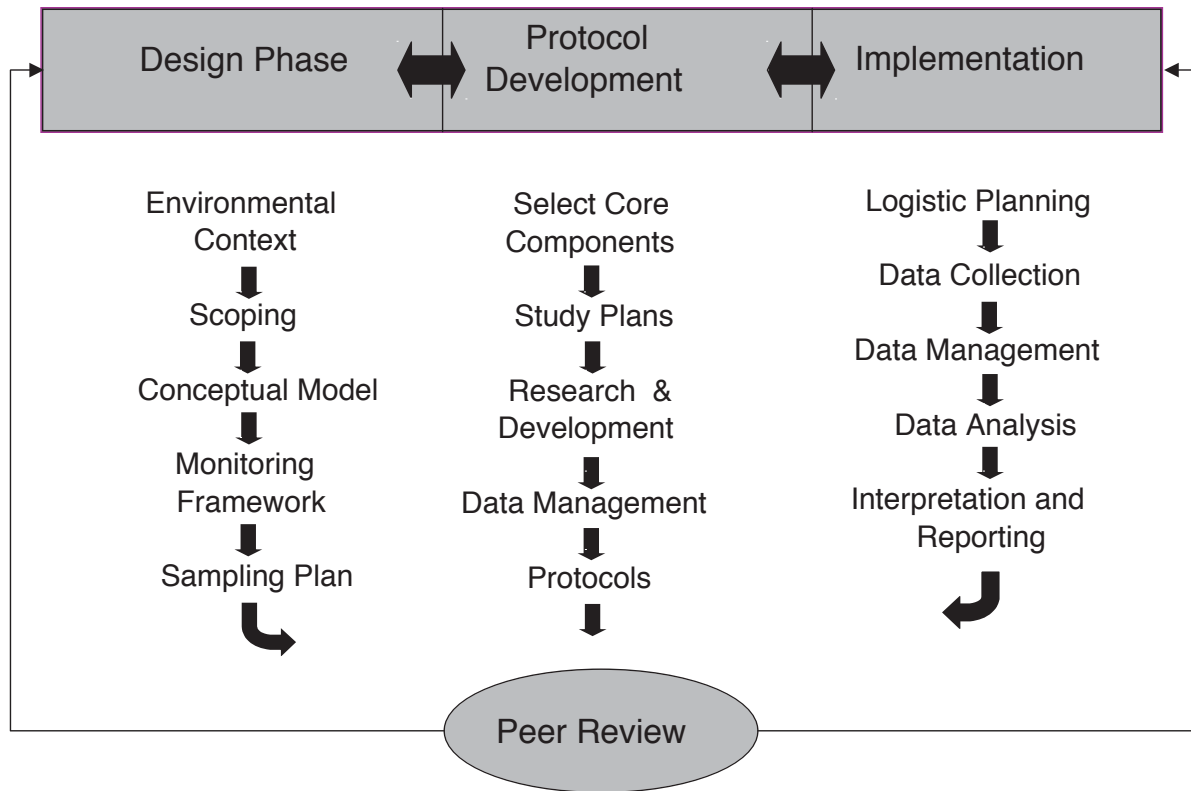 Design Phase
Protocol
Development
Implementation
Environmental
Context
Scoping
Conceptual Model
Monitoring
Framework
Sampling Plan
Select Core
Components
Study Plans
Research &
Development
Data Management
Protocols
Logistic Planning
Data Collection
Data Management
Data Analysis
Interpretation and
Reporting
Peer Review